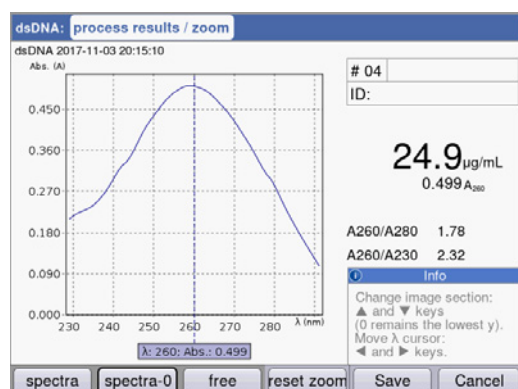 dsDNA: process results / zoom
dsDNA 2017-11-03 20:15:10
Abs. (A)
0.450
0.360
0.270
0.180
0.090
0.000
230 240 250 260 270 280 λ (nm)
λ: 260; Abs.: 0.499
# 04
ID:
24.9 µg/mL
0.499 A260
A260/A280 1.78
A260/A230 2.32
i Info
Change image section:
▲ and ▼ keys
(0 remains the lowest y).
Move λ cursor:
◀ and ▶ keys.
spectra spectra-0 free reset zoom Save Cancel